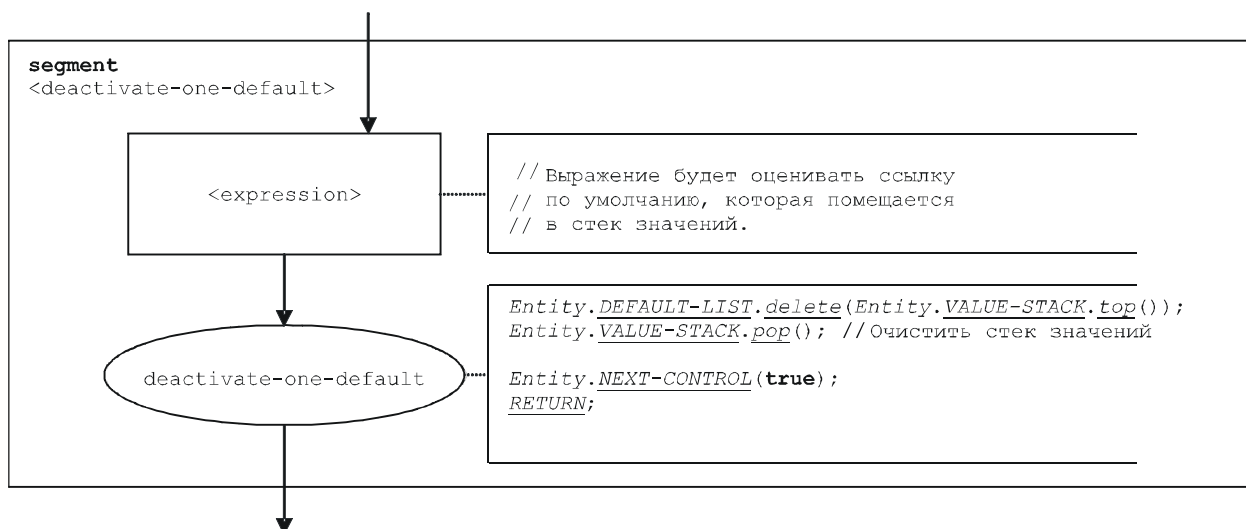 segment
<deactivate-one-default>
<expression>
// Выражение будет оценивать ссылку
// по умолчанию, которая помещается
// в стек значений.
deactivate-one-default
Entity.DEFAULT-LIST.delete(Entity.VALUE-STACK.top());
Entity.VALUE-STACK.pop(); //Очистить стек значений
Entity.NEXT-CONTROL(true);
RETURN;